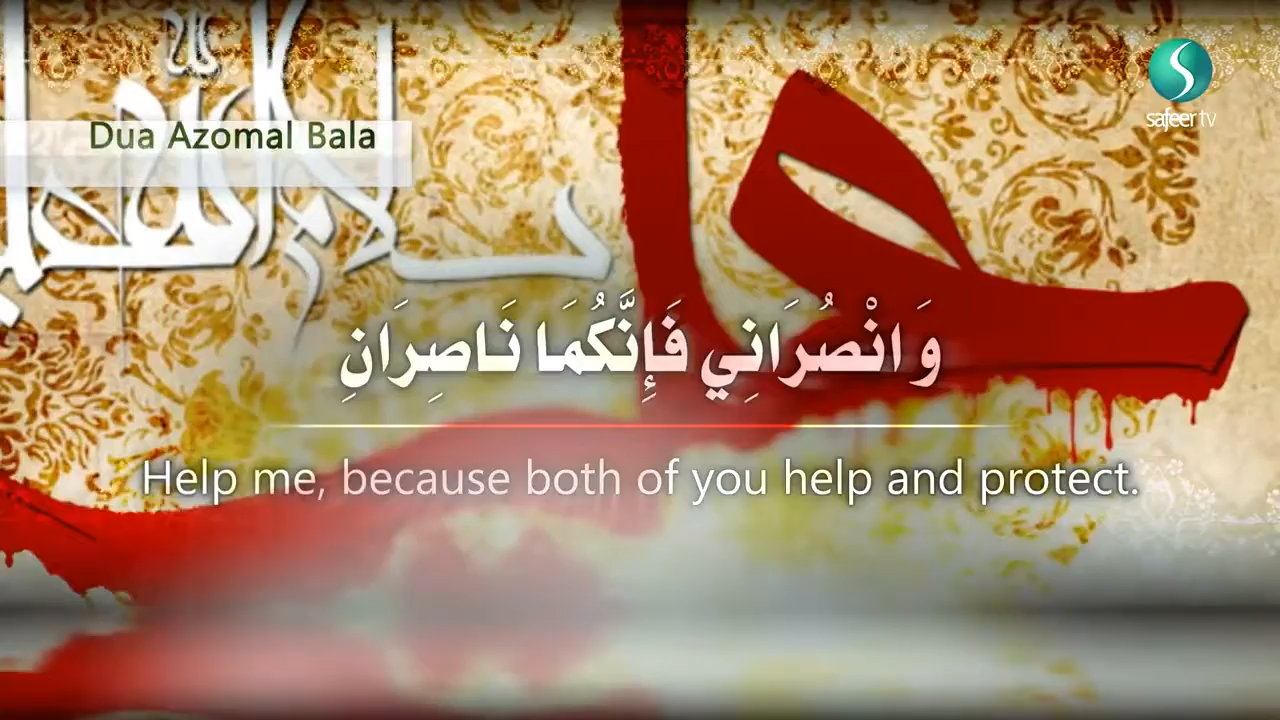 safeer tv
Dua Azomal Bala
وَ انْصُرَانِي فَإِنَّكُمَا نَاصِرَانِ
Help me, because both of you help and protect.